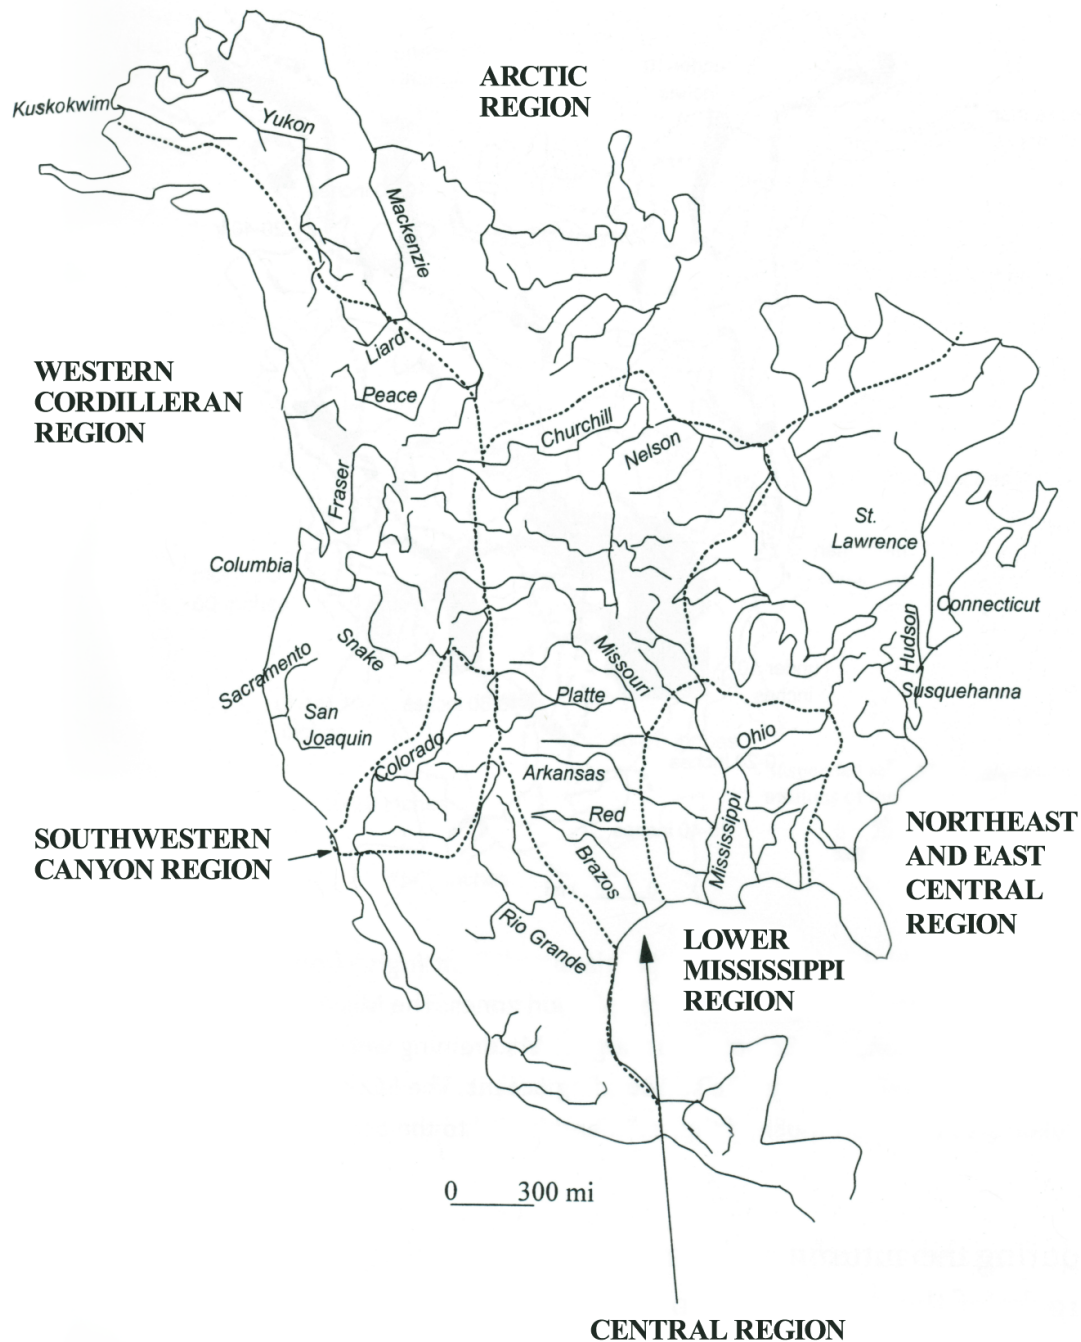 ARCTIC
REGION
Kuskokwim
Yukon
Mackenzie
WESTERN
CORDILLERAN
REGION
Liard
Peace
Churchill
Nelson
Fraser
St.
Lawrence
Columbia
Connecticut
Hudson
Snake
Missouri
Sacramento
Susquehanna
Platte
San
Joaquin
Colorado
Ohio
Arkansas
Red
Mississippi
SOUTHWESTERN
CANYON REGION
NORTHEAST
AND EAST
CENTRAL
REGION
Brazos
Rio Grande
LOWER
MISSISSIPPI
REGION
0 300 mi
CENTRAL REGION